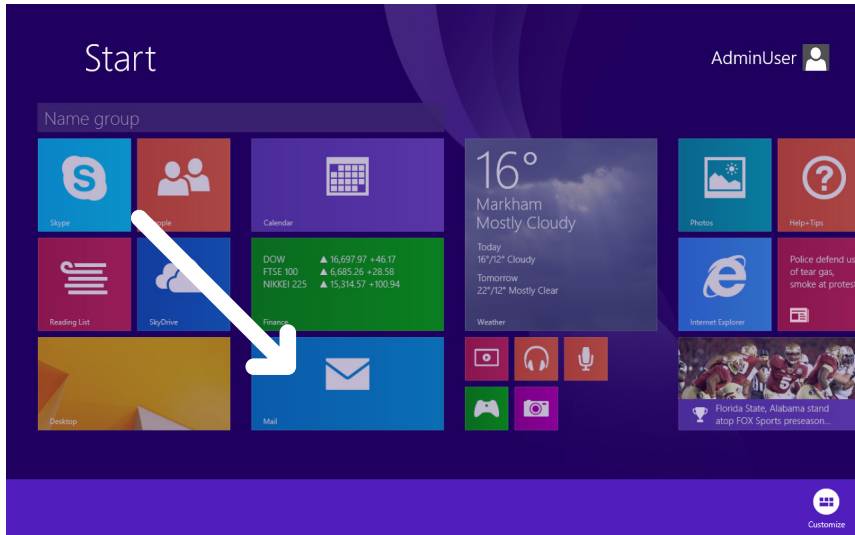 Start
AdminUser
Name group
Skype
Calendar
DOW ▲ 16,697.97 +46.17
FTSE 100 ▲ 6,685.26 +28.58
NIKKEI 225 ▲ 15,314.57 +100.94
Finance
16°
Markham
Mostly Cloudy
Today
16°/12° Cloudy
Tomorrow
22°/12° Mostly Clear
Weather
Photos
Help+Tips
Reading List
SkyDrive
Internet Explorer
Police defend us
of tear gas,
smoke at protest
Desktop
Mail
Florida State, Alabama stand
atop FOX Sports preseason...
Customize